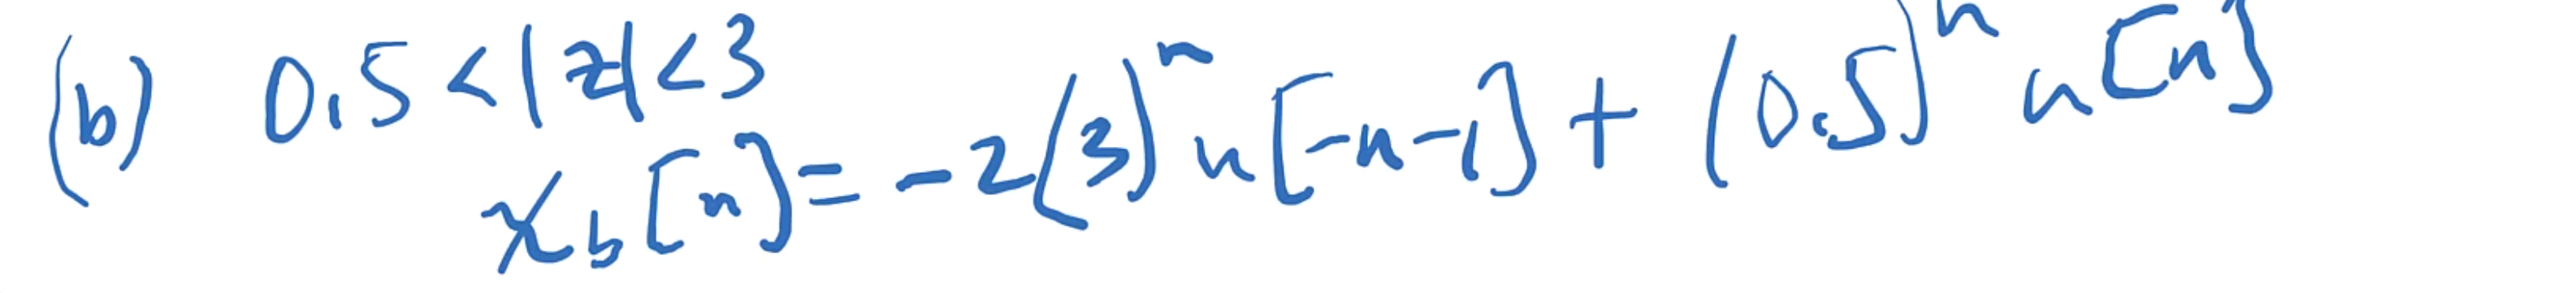 (b) 0.5 < |z| < 3
x_b[n] = -2(3)^n u[-n-1] + (0.5)^n u[n]